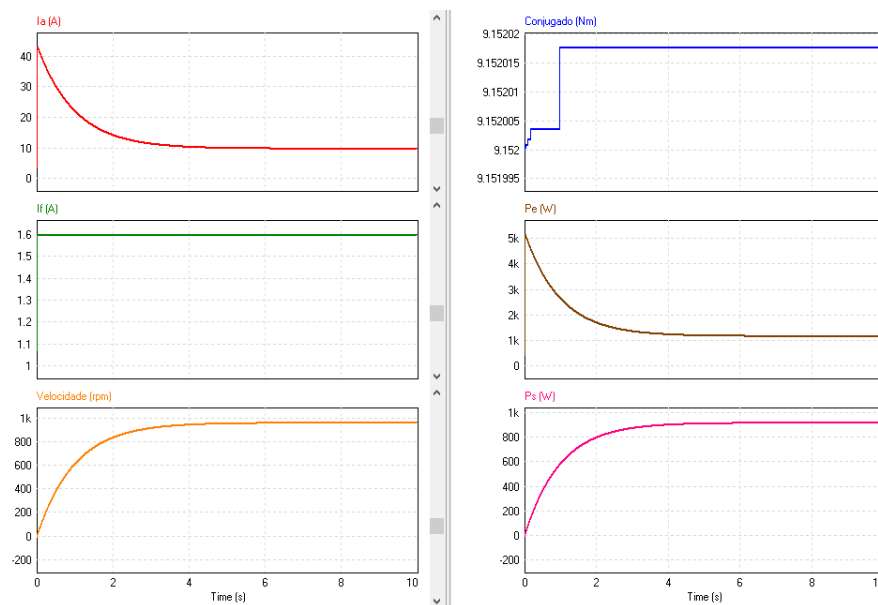 Ia (A)
40
30
20
10
0
If (A)
1.6
1.5
1.4
1.3
1.2
1.1
1
Velocidade (rpm)
1k
800
600
400
200
0
-200
0
2
4
6
8
10
Time (s)
Conjugado (Nm)
9.15202
9.152015
9.15201
9.152005
9.152
9.151995
Pe (W)
5k
4k
3k
2k
1k
0
Ps (W)
1k
800
600
400
200
0
-200
0
2
4
6
8
10
Time (s)